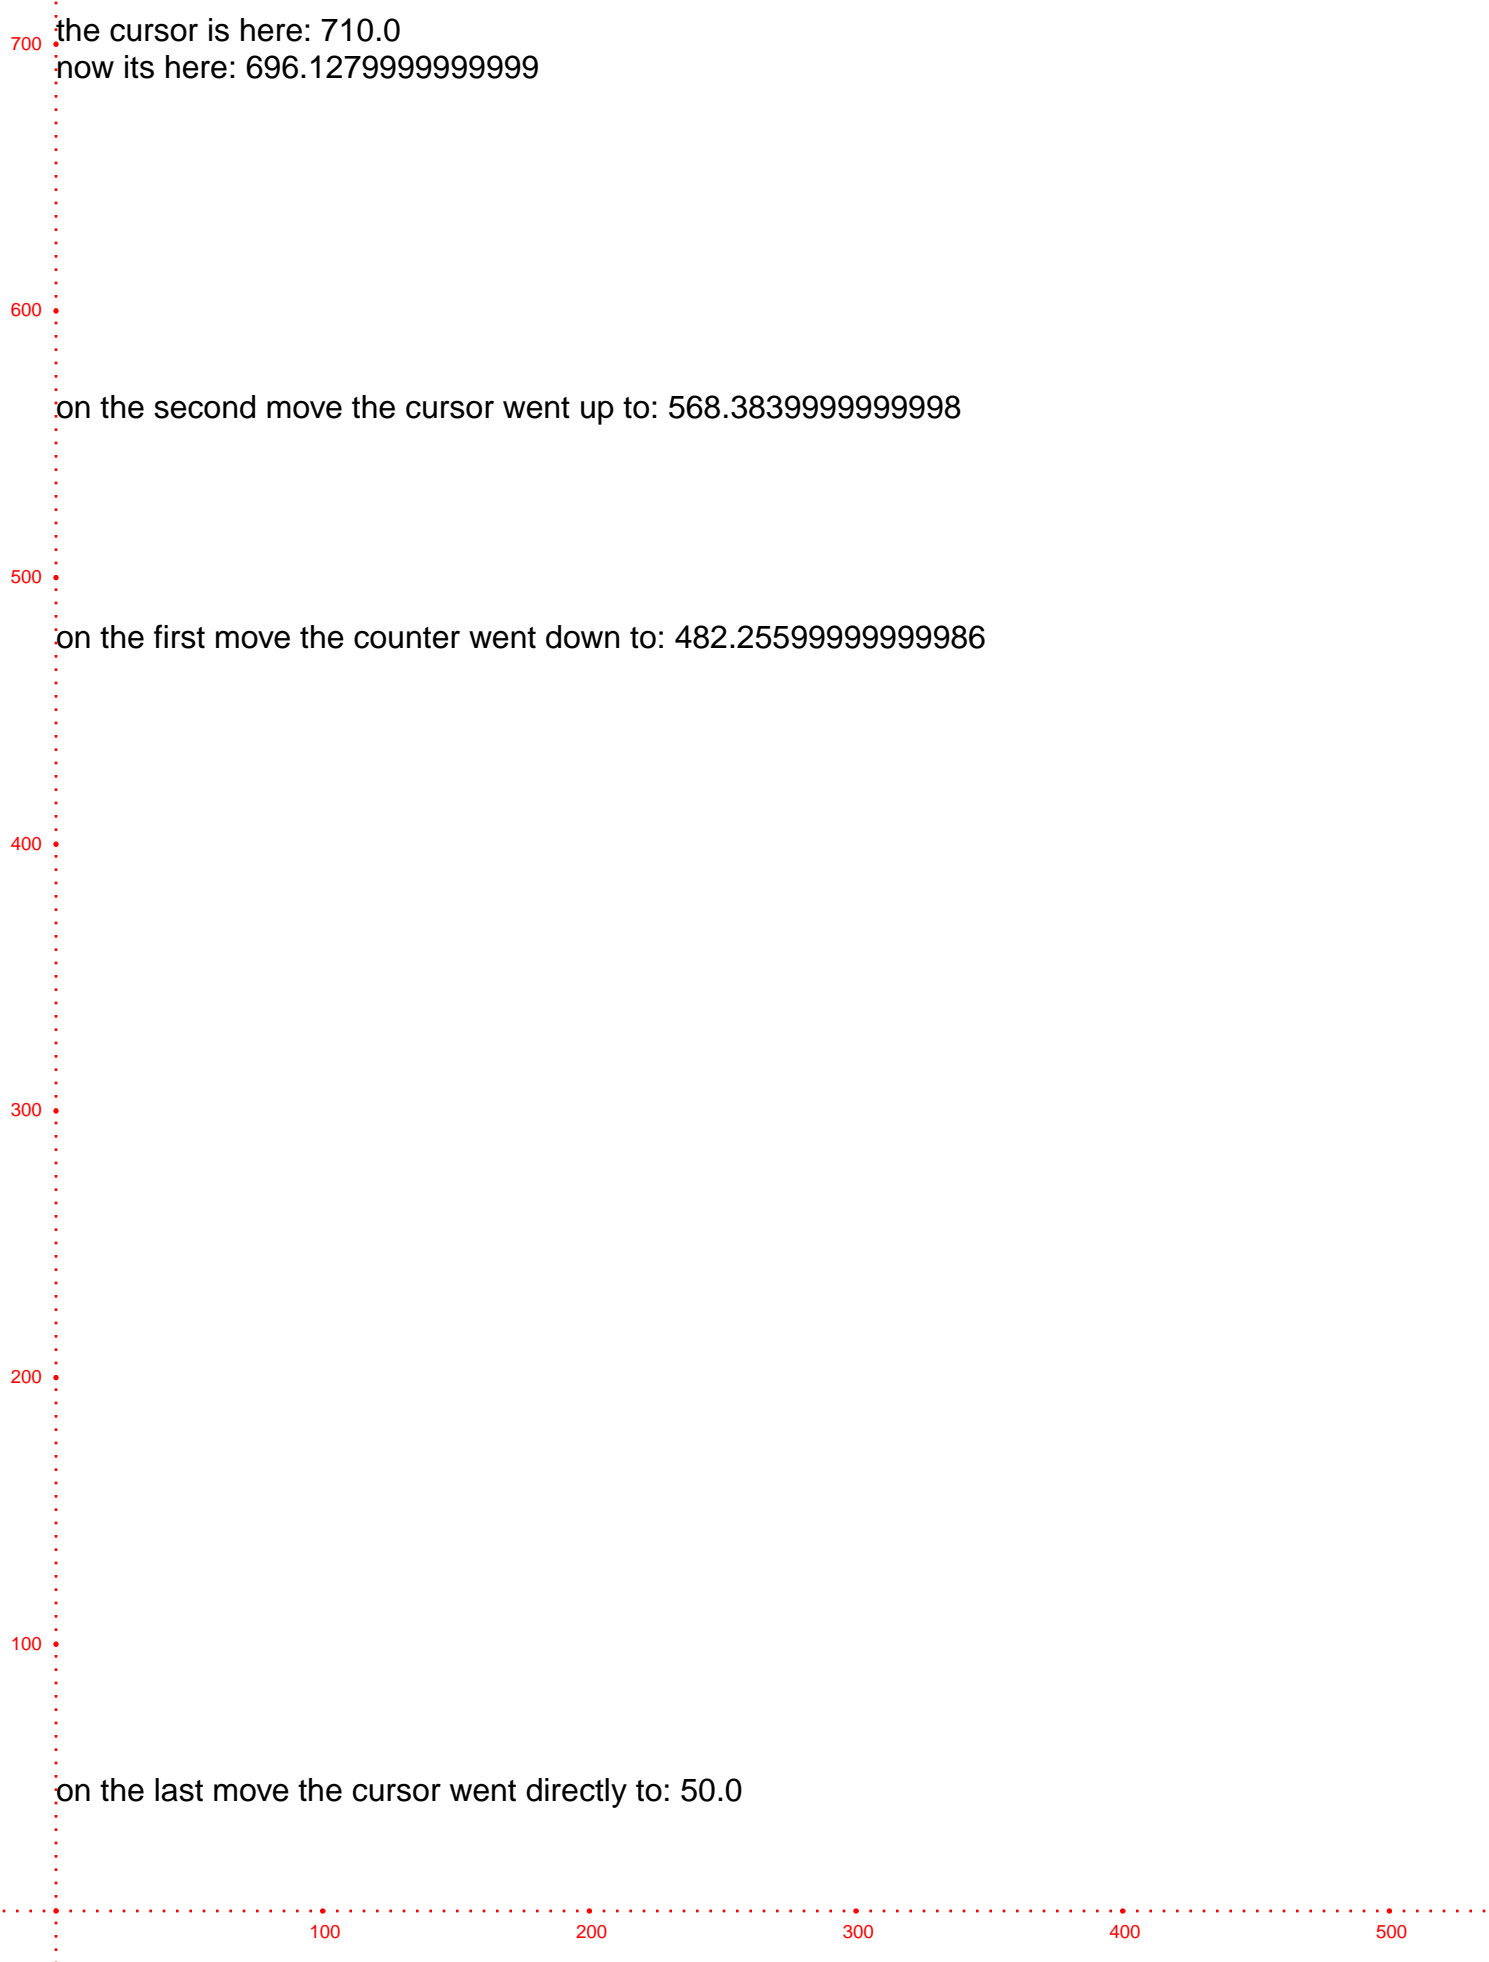 the cursor is here: 710.0
700
now its here: 696.1279999999999
600
on the second move the cursor went up to: 568.3839999999998
500
on the first move the counter went down to: 482.25599999999986
400
300
200
100
on the last move the cursor went directly to: 50.0
100 200 300 400 500